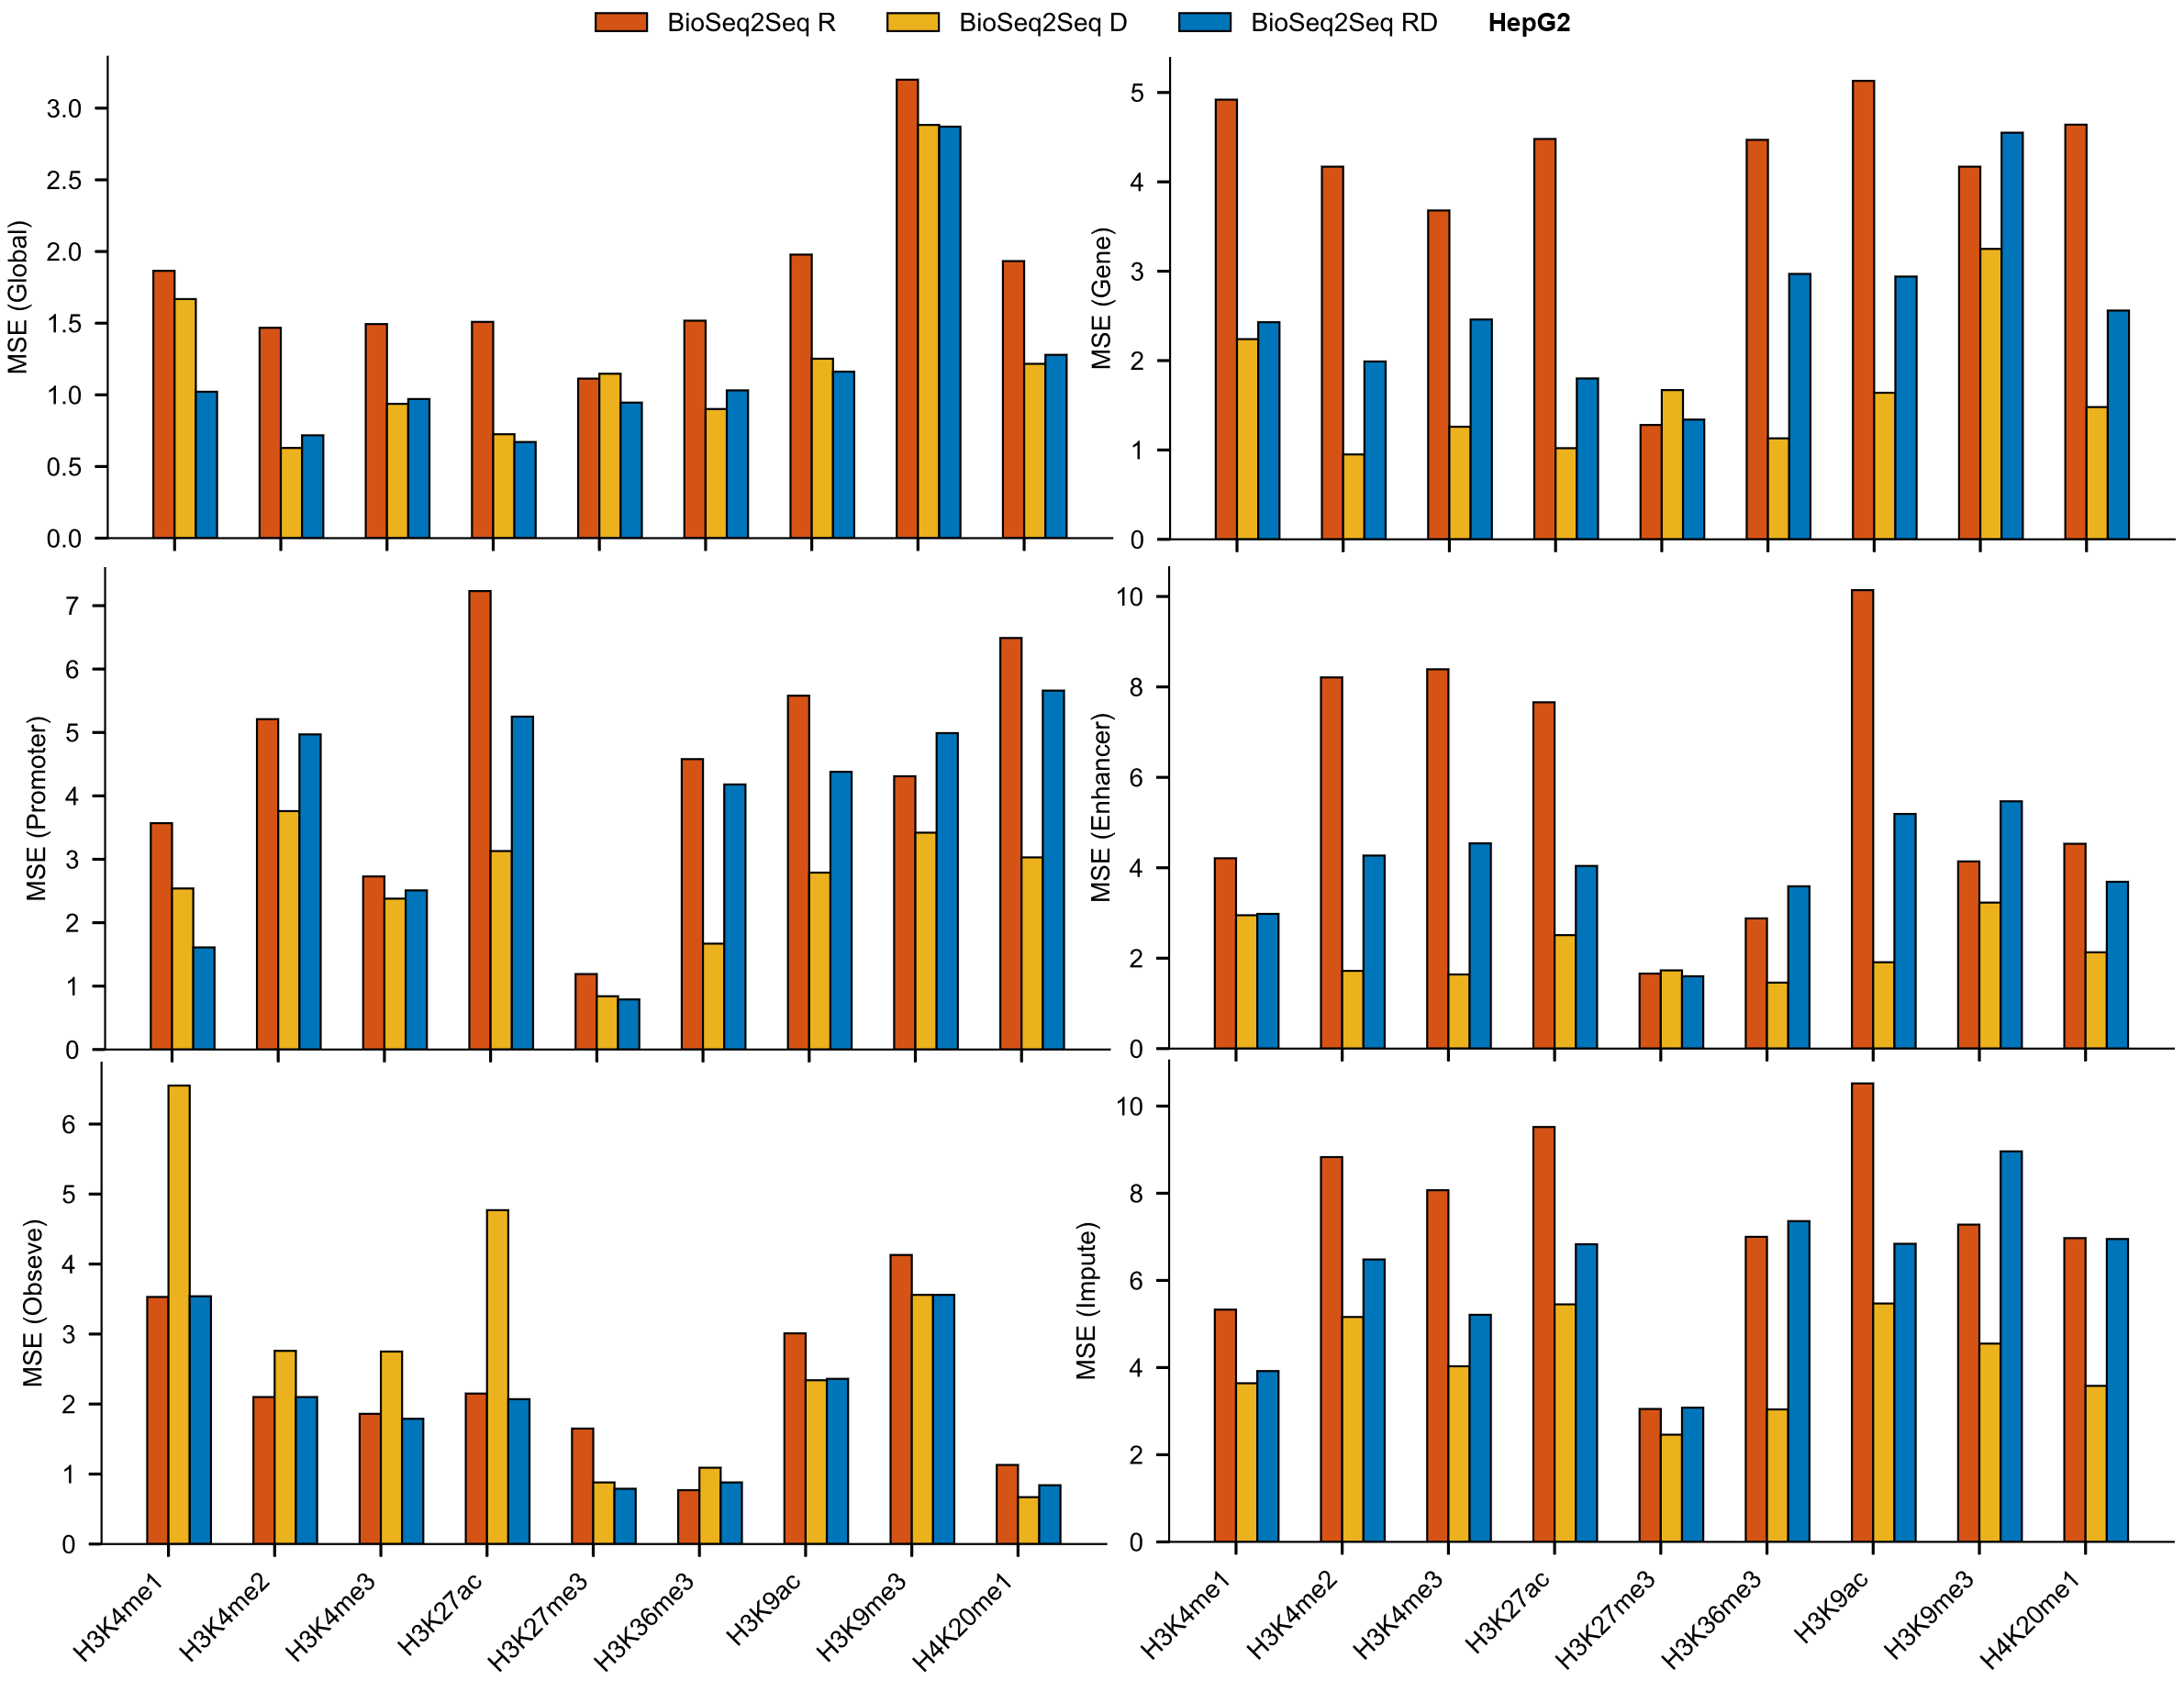 BioSeq2Seq R BioSeq2Seq D BioSeq2Seq RD HepG2
MSE (Global)
3.0
2.5
2.0
1.5
1.0
0.5
0.0
MSE (Gene)
5
4
3
2
1
0
MSE (Promoter)
7
6
5
4
3
2
1
0
MSE (Enhancer)
10
8
6
4
2
0
MSE (Obseve)
6
5
4
3
2
1
0
H3K4me1
H3K4me2
H3K4me3
H3K27ac
H3K27me3
H3K36me3
H3K9ac
H3K9me3
H4K20me1
MSE (Impute)
10
8
6
4
2
0
H3K4me1
H3K4me2
H3K4me3
H3K27ac
H3K27me3
H3K36me3
H3K9ac
H3K9me3
H4K20me1